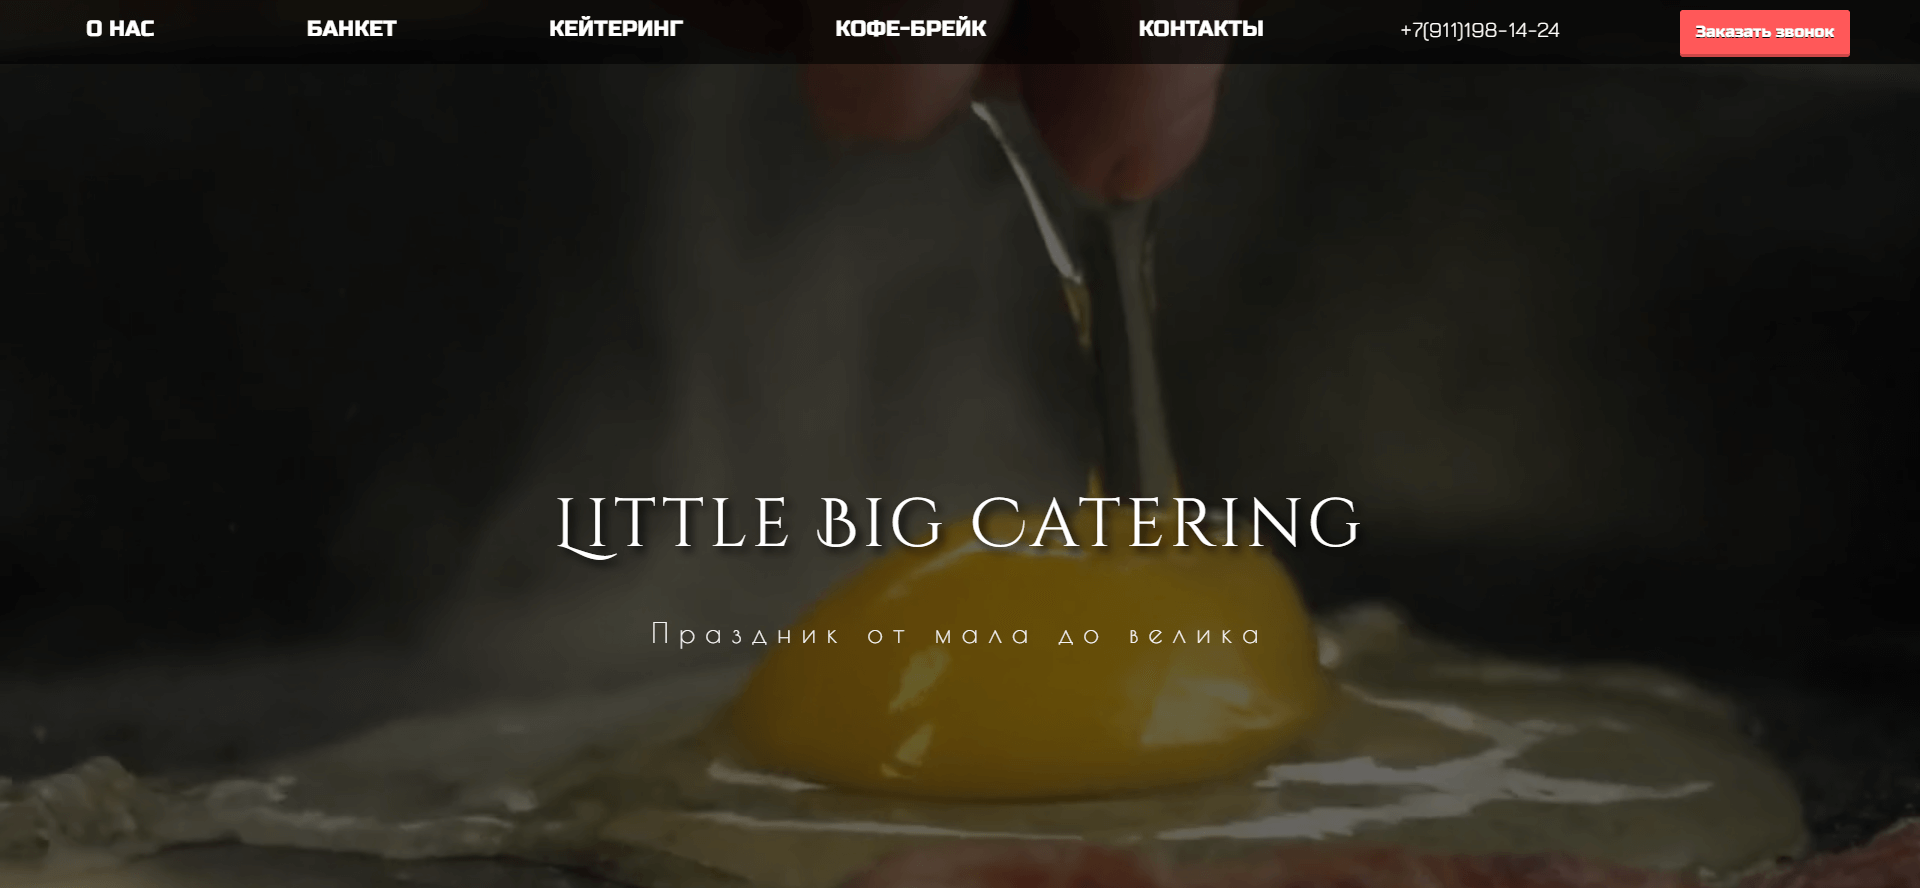 О НАС БАНКЕТ КЕЙТЕРИНГ КОФЕ-БРЕЙК КОНТАКТЫ +7(911)198-14-24 Заказать звонок
Little Big Catering
Праздник от мала до велика